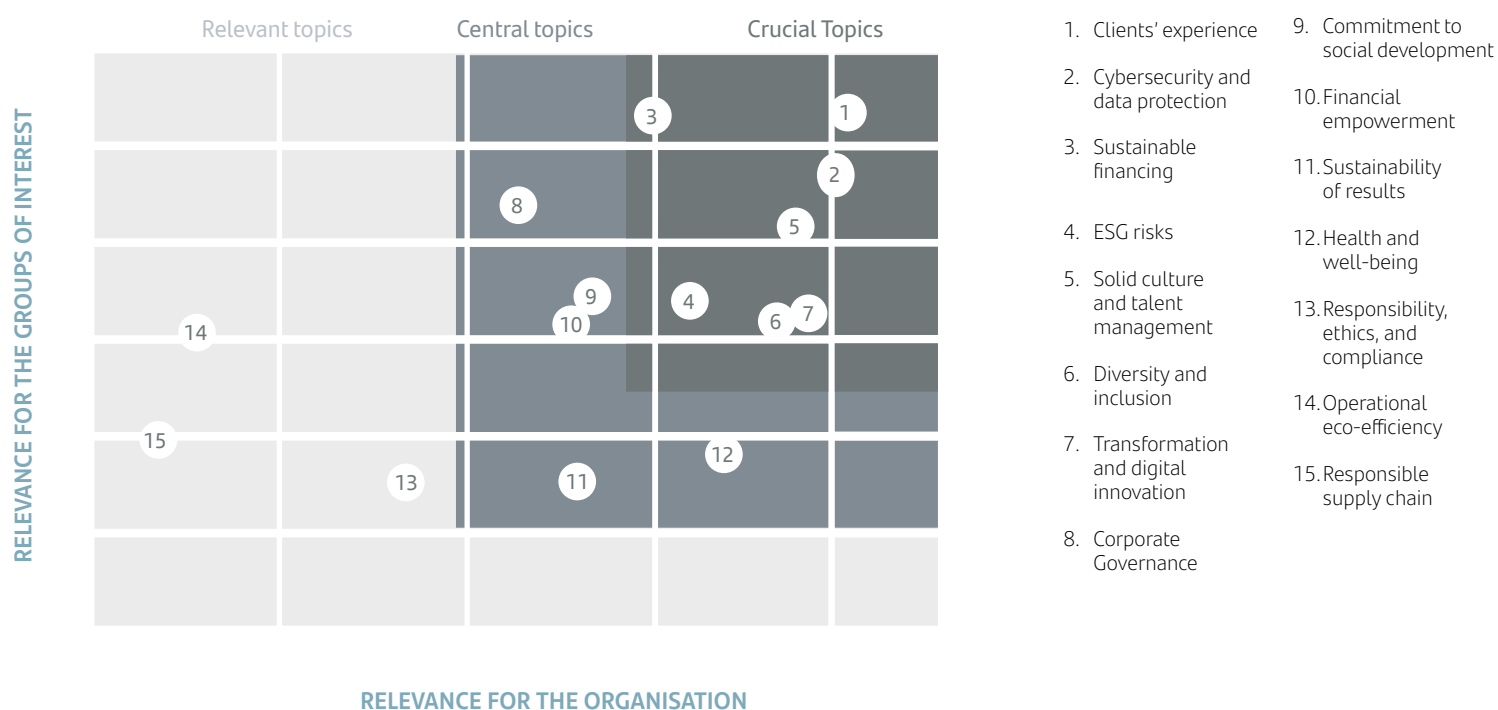 Relevant topics
Central topics
Crucial Topics
RELEVANCE FOR THE GROUPS OF INTEREST
3
1
2
8
5
9
4
10
6
7
14
15
12
13
11
RELEVANCE FOR THE ORGANISATION
1. Clients’ experience
2. Cybersecurity and
data protection
3. Sustainable
financing
4. ESG risks
5. Solid culture
and talent
management
6. Diversity and
inclusion
7. Transformation
and digital
innovation
8. Corporate
Governance
9. Commitment to
social development
10. Financial
empowerment
11. Sustainability
of results
12. Health and
well-being
13. Responsibility,
ethics, and
compliance
14. Operational
eco-efficiency
15. Responsible
supply chain